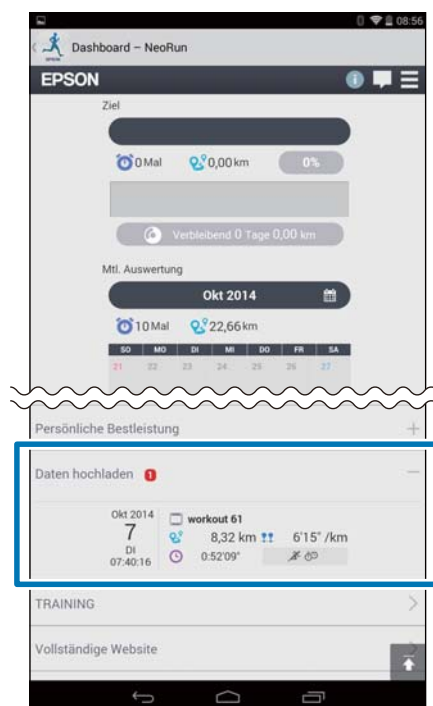 08:56
Dashboard – NeoRun
EPSON
Ziel
0 Mal 0,00 km 0%
Verbleibend 0 Tage 0,00 km
Mtl. Auswertung
Okt 2014
10 Mal 22,66 km
SO MO DI MI DO FR SA
21 22 23 24 25 26 27
Persönliche Bestleistung
Daten hochladen 1
Okt 2014
7
DI
07:40:16
workout 61
8,32 km 6'15" /km
0:52'09"
TRAINING
Vollständige Website